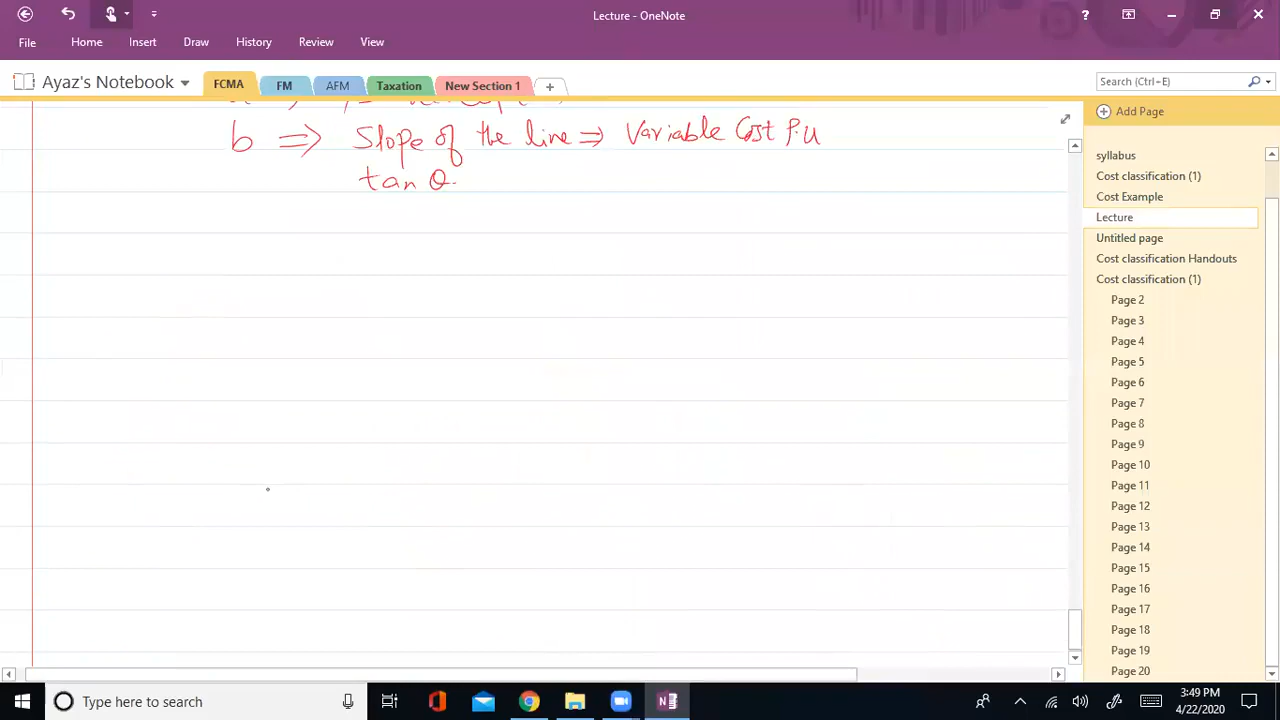 Lecture - OneNote
?
File Home Insert Draw History Review View
Ayaz's Notebook FCMA FM AFM Taxation New Section 1 +
Search (Ctrl+E)
b ⇒ Slope of the line ⇒ Variable Cost P.u
tan θ.
Add Page
syllabus
Cost classification (1)
Cost Example
Lecture
Untitled page
Cost classification Handouts
Cost classification (1)
Page 2
Page 3
Page 4
Page 5
Page 6
Page 7
Page 8
Page 9
Page 10
Page 11
Page 12
Page 13
Page 14
Page 15
Page 16
Page 17
Page 18
Page 19
Page 20
Type here to search
3:49 PM
4/22/2020